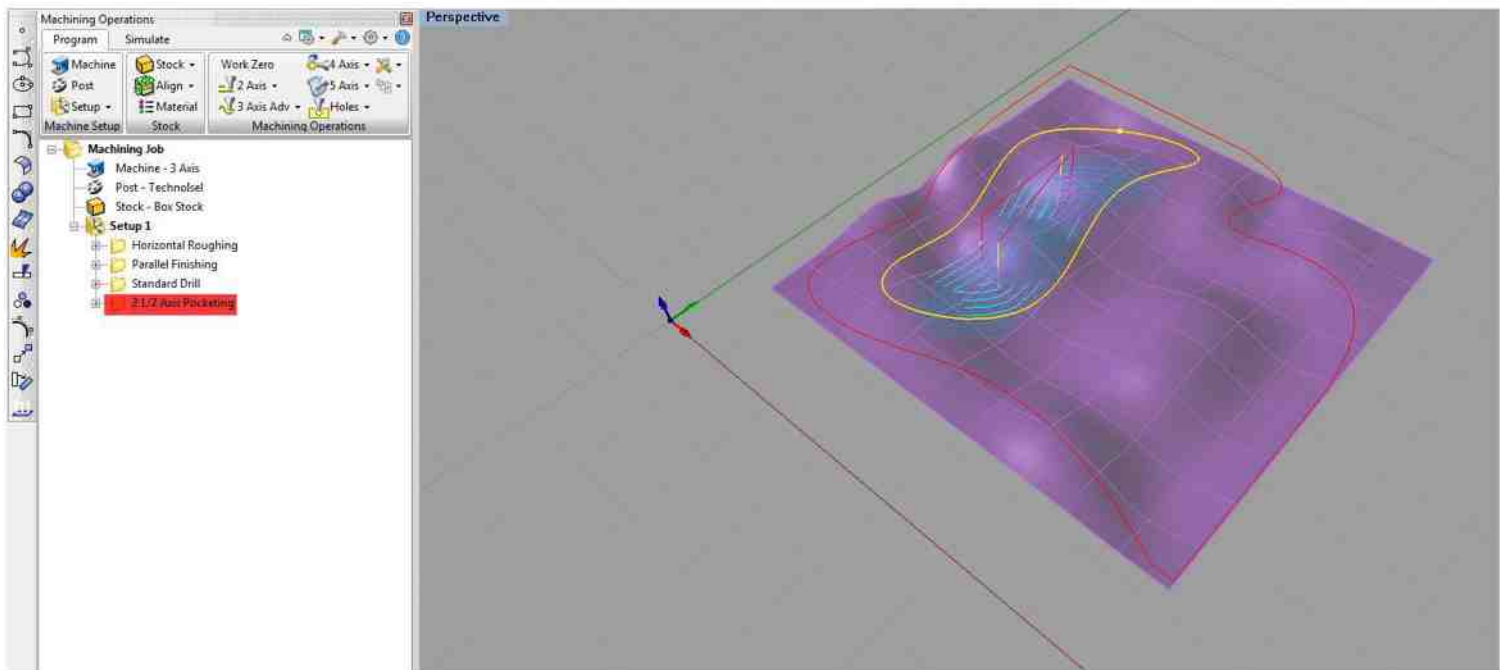 Machining Operations
Program Simulate
Machine Stock Work Zero 4 Axis
Post Align 2 Axis 5 Axis
Setup Material 3 Axis Adv Holes
Machine Setup Stock Machining Operations
Machining Job
Machine - 3 Axis
Post - Technolsel
Stock - Box Stock
Setup 1
Horizontal Roughing
Parallel Finishing
Standard Drill
2 1/2 Axis Pocketing
Perspective